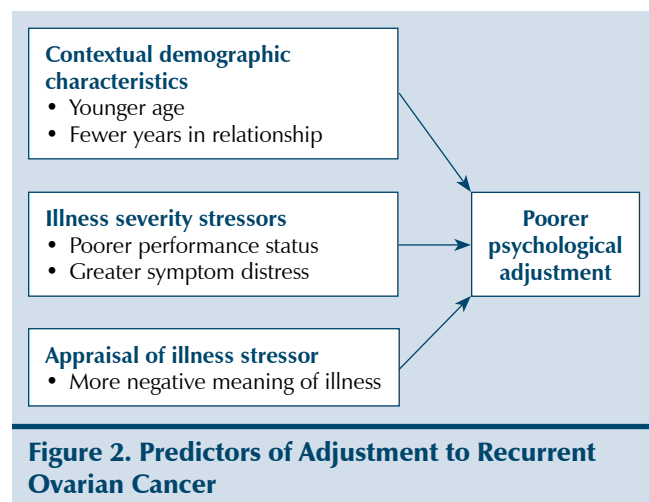 Contextual demographic
characteristics
• Younger age
• Fewer years in relationship
Illness severity stressors
• Poorer performance status
• Greater symptom distress
Appraisal of illness stressor
• More negative meaning of illness
Poorer
psychological
adjustment
Figure 2. Predictors of Adjustment to Recurrent
Ovarian Cancer